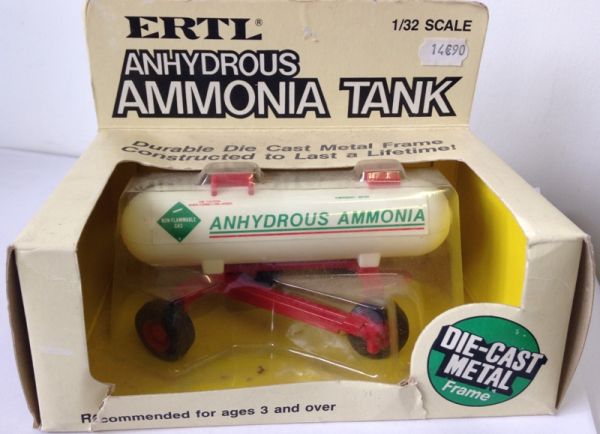 ERTL®
1/32 SCALE
14890
ANHYDROUS
AMMONIA TANK
Durable Die Cast Metal Frame
Constructed to Last a Lifetime!
NON-FLAMMABLE
GAS
ANHYDROUS AMMONIA
DIE-CAST
METAL
Frame
Recommended for ages 3 and over